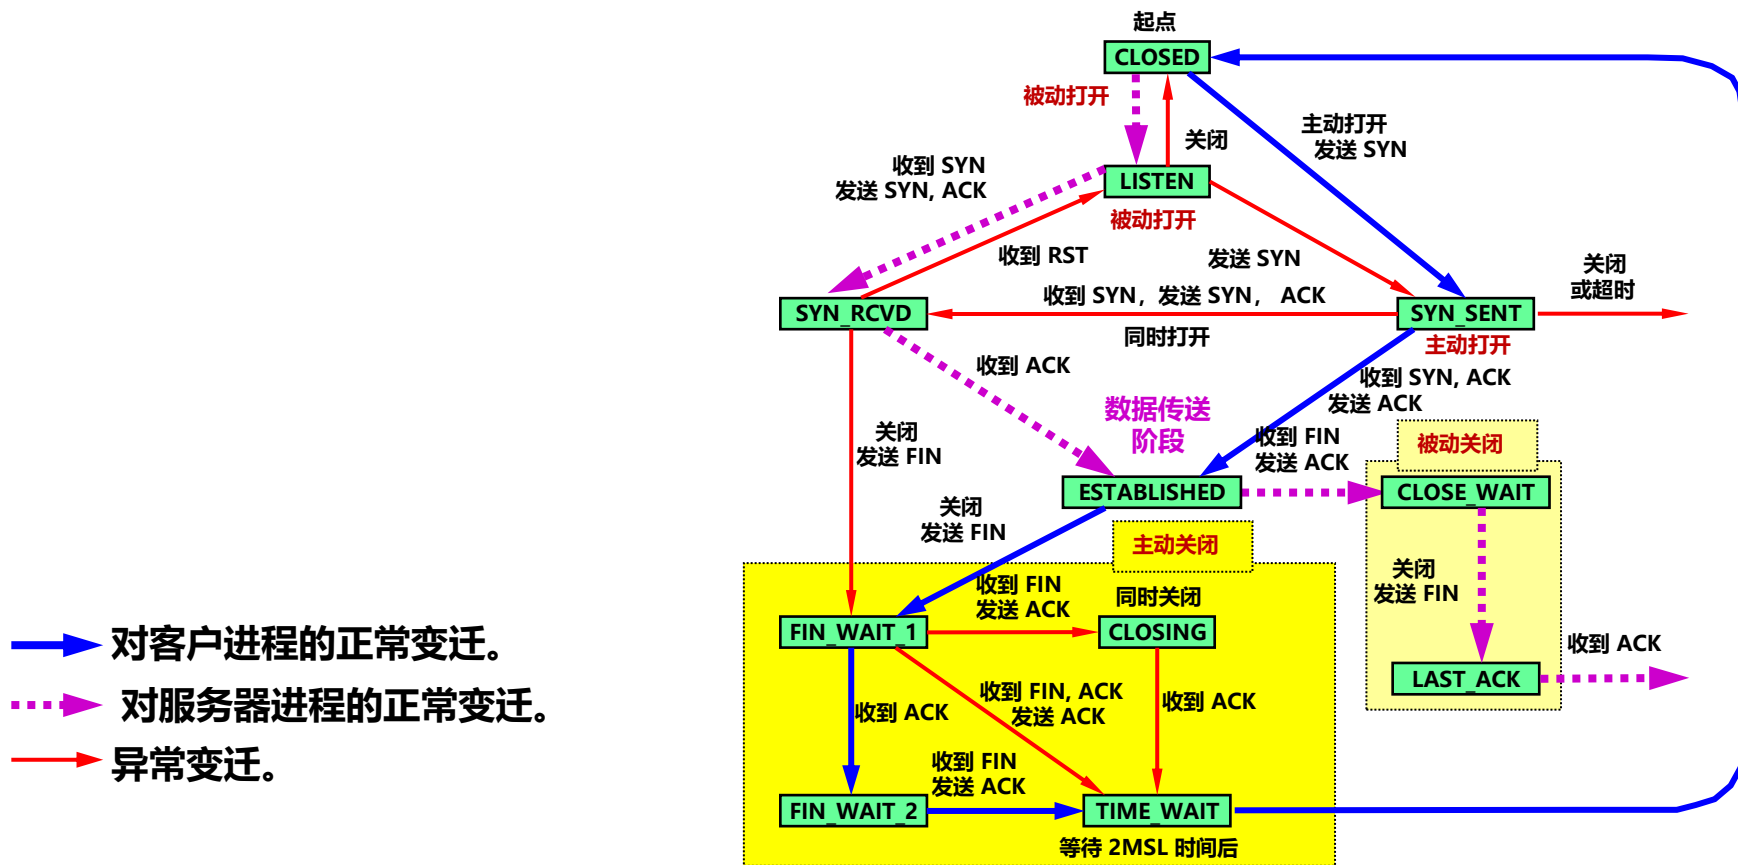 起点
CLOSED
被动打开
关闭
主动打开
发送 SYN
收到 SYN
发送 SYN, ACK
LISTEN
被动打开
收到 RST
发送 SYN
关闭
或超时
收到 SYN，发送 SYN， ACK
SYN_RCVD
SYN_SENT
同时打开
主动打开
收到 ACK
收到 SYN, ACK
发送 ACK
数据传送
阶段
关闭
发送 FIN
收到 FIN
发送 ACK
被动关闭
ESTABLISHED
CLOSE_WAIT
关闭
发送 FIN
主动关闭
关闭
发送 FIN
收到 FIN
发送 ACK
同时关闭
FIN_WAIT_1
CLOSING
对客户进程的正常变迁。
收到 ACK
LAST_ACK
对服务器进程的正常变迁。
收到 ACK
收到 FIN, ACK
发送 ACK
收到 ACK
异常变迁。
收到 FIN
发送 ACK
FIN_WAIT_2
TIME_WAIT
等待 2MSL 时间后